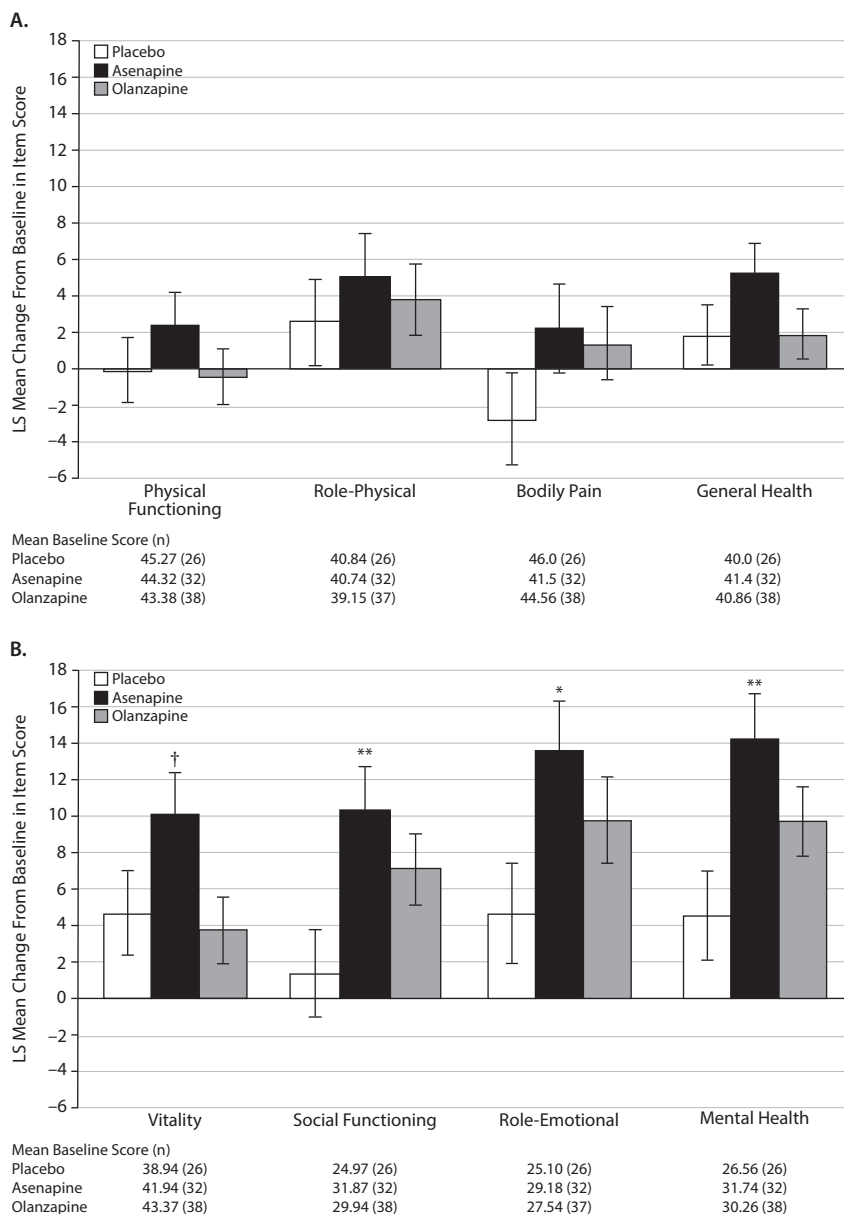 A.
18
16
14
12
10
8
6
4
2
0
−2
−4
−6
LS Mean Change From Baseline in Item Score
Placebo
Asenapine
Olanzapine
Physical Functioning
Role-Physical
Bodily Pain
General Health
Mean Baseline Score (n)
Placebo 45.27 (26) 40.84 (26) 46.0 (26) 40.0 (26)
Asenapine 44.32 (32) 40.74 (32) 41.5 (32) 41.4 (32)
Olanzapine 43.38 (38) 39.15 (37) 44.56 (38) 40.86 (38)
B.
18
16
14
12
10
8
6
4
2
0
−2
−4
−6
LS Mean Change From Baseline in Item Score
Placebo
Asenapine
Olanzapine
†
**
*
**
Vitality
Social Functioning
Role-Emotional
Mental Health
Mean Baseline Score (n)
Placebo 38.94 (26) 24.97 (26) 25.10 (26) 26.56 (26)
Asenapine 41.94 (32) 31.87 (32) 29.18 (32) 31.74 (32)
Olanzapine 43.37 (38) 29.94 (38) 27.54 (37) 30.26 (38)